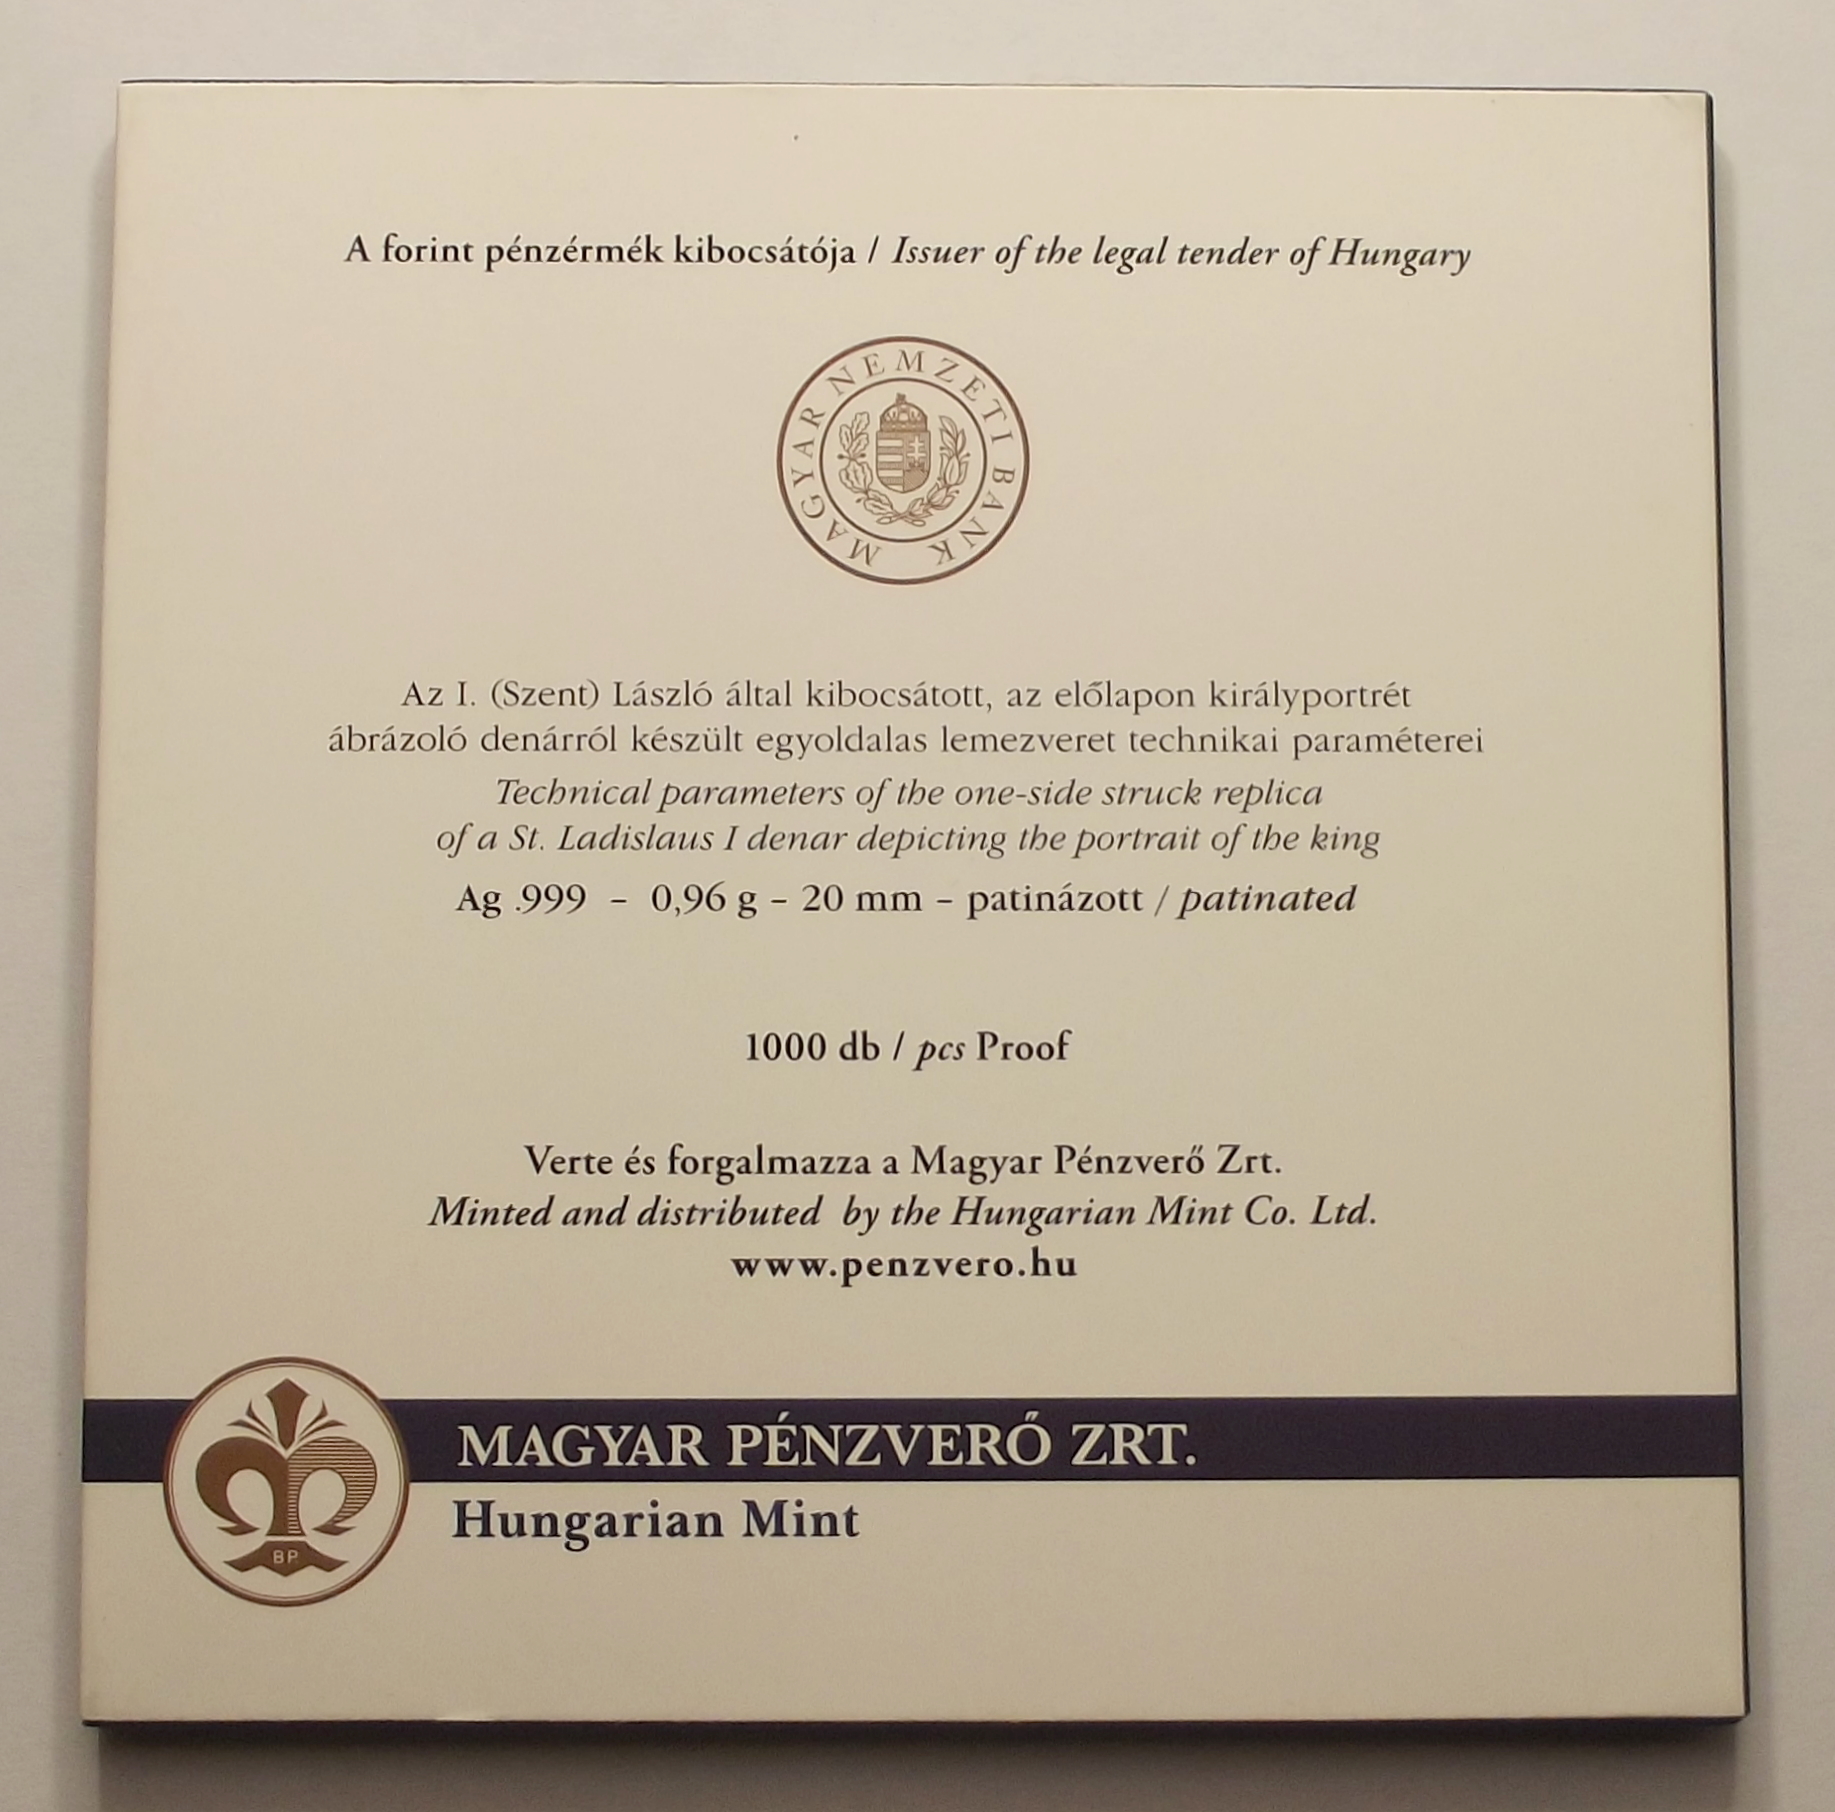 A forint pénzérmék kibocsátója / Issuer of the legal tender of Hungary
MAGYAR NEMZETI BANK
Az I. (Szent) László által kibocsátott, az előlapon királyportrét
ábrázoló denárról készült egyoldalas lemezveret technikai paraméterei
Technical parameters of the one-side struck replica
of a St. Ladislaus I denar depicting the portrait of the king
Ag .999 – 0,96 g – 20 mm – patinázott / patinated
1000 db / pcs Proof
Verte és forgalmazza a Magyar Pénzverő Zrt.
Minted and distributed by the Hungarian Mint Co. Ltd.
www.penzvero.hu
MAGYAR PÉNZVERŐ ZRT.
Hungarian Mint
BP.